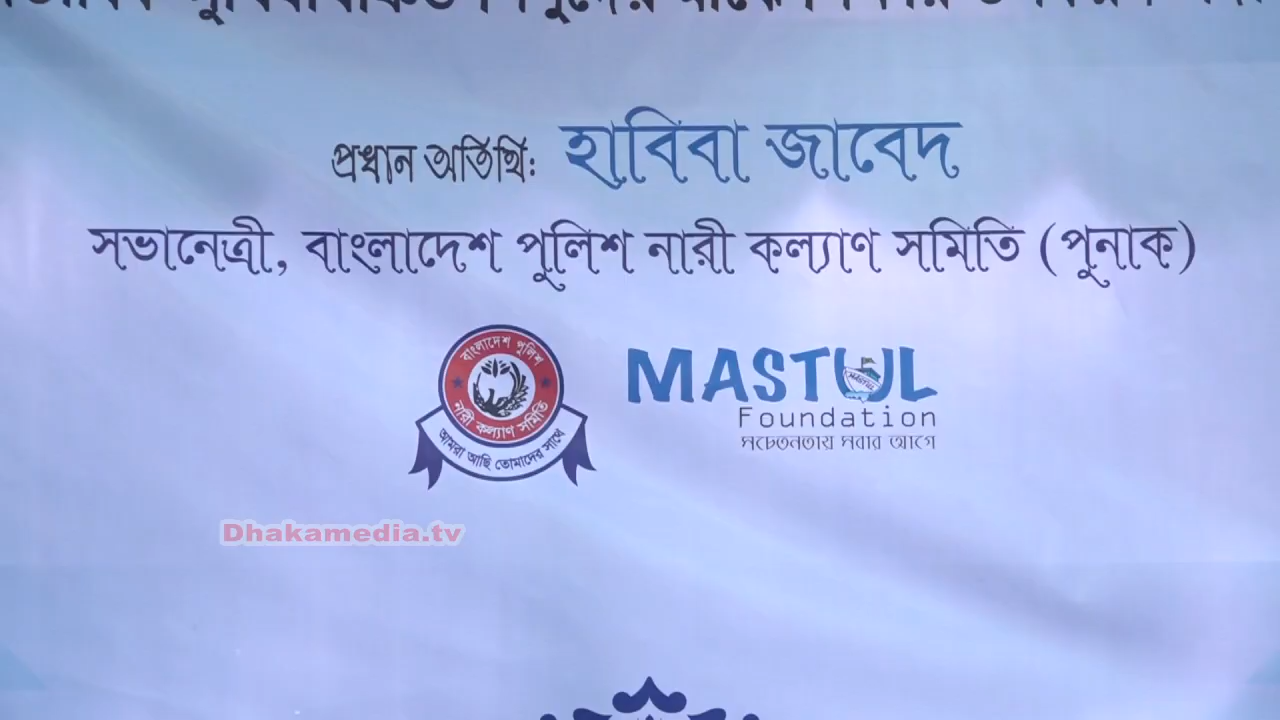 প্রধান অতিথি: হাবিবা জাবেদ
সভানেত্রী, বাংলাদেশ পুলিশ নারী কল্যাণ সমিতি (পুনাক)
বাংলাদেশ পুলিশ
নারী কল্যাণ সমিতি
আমরা আছি তোমাদের সাথে
MASTUL
Foundation
সচেতনতায় সবার আগে
Dhakamedia.tv